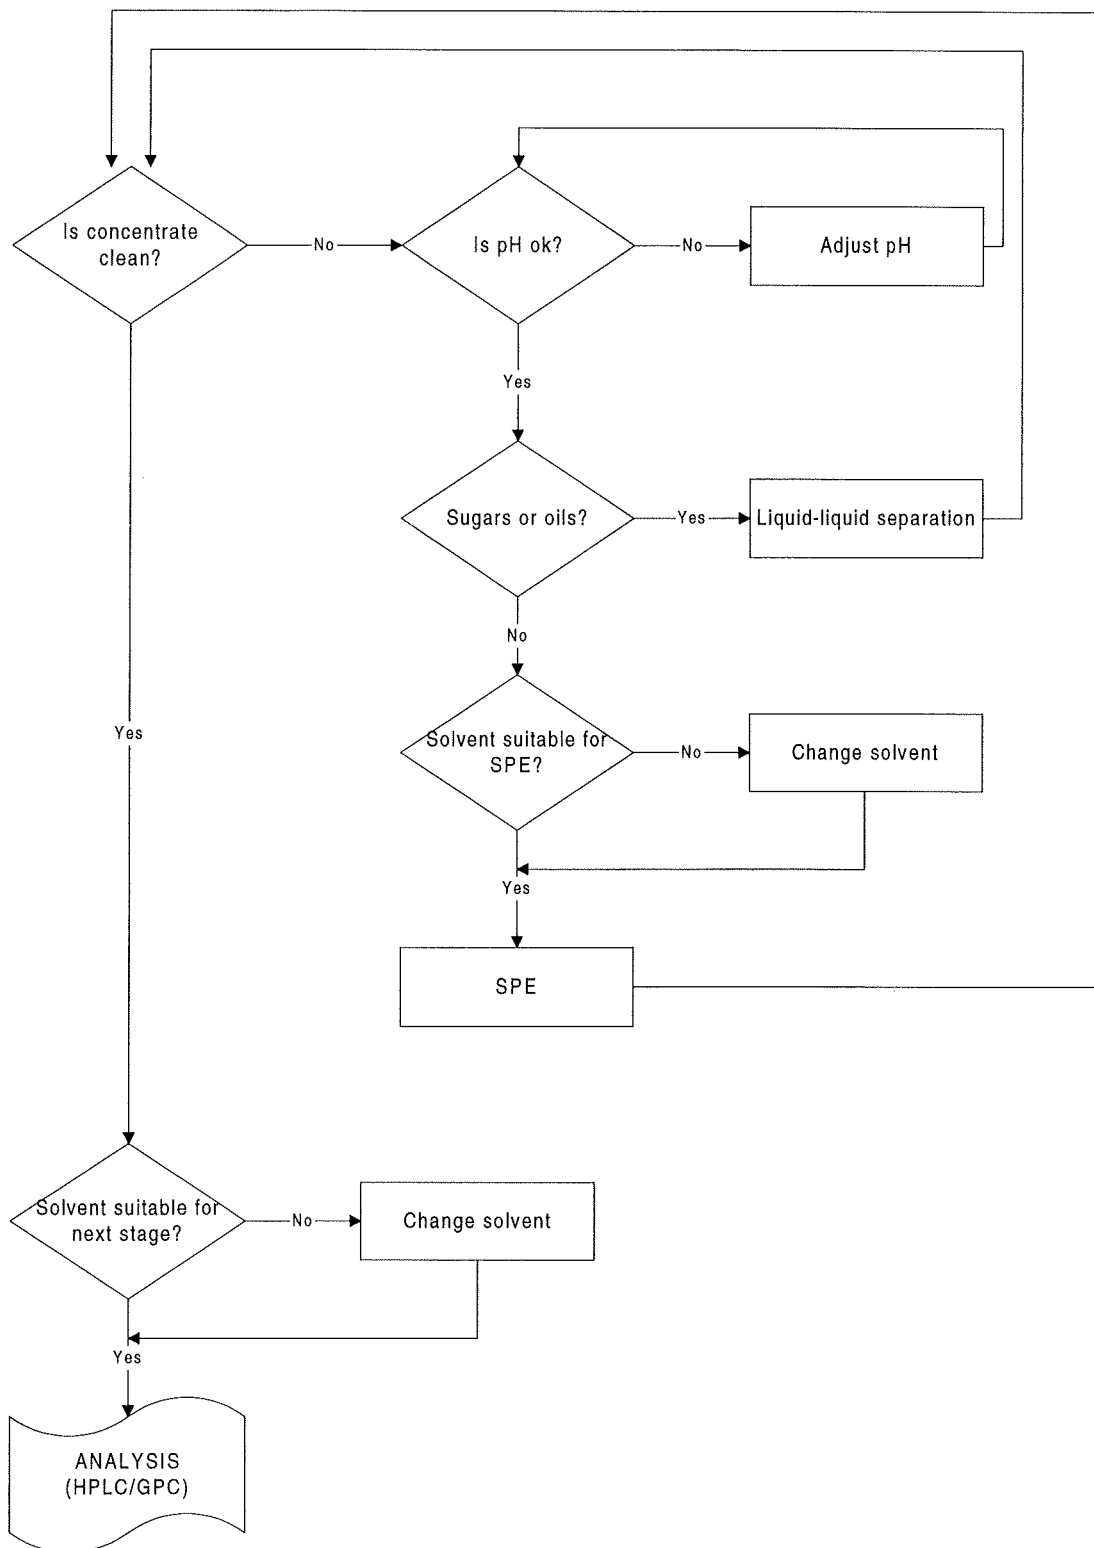 Is concentrate
clean?
No
Is pH ok?
No
Adjust pH
Yes
Sugars or oils?
Yes
Liquid-liquid separation
No
Yes
Solvent suitable for
SPE?
No
Change solvent
Yes
SPE
Solvent suitable for
next stage?
No
Change solvent
Yes
ANALYSIS
(HPLC/GPC)